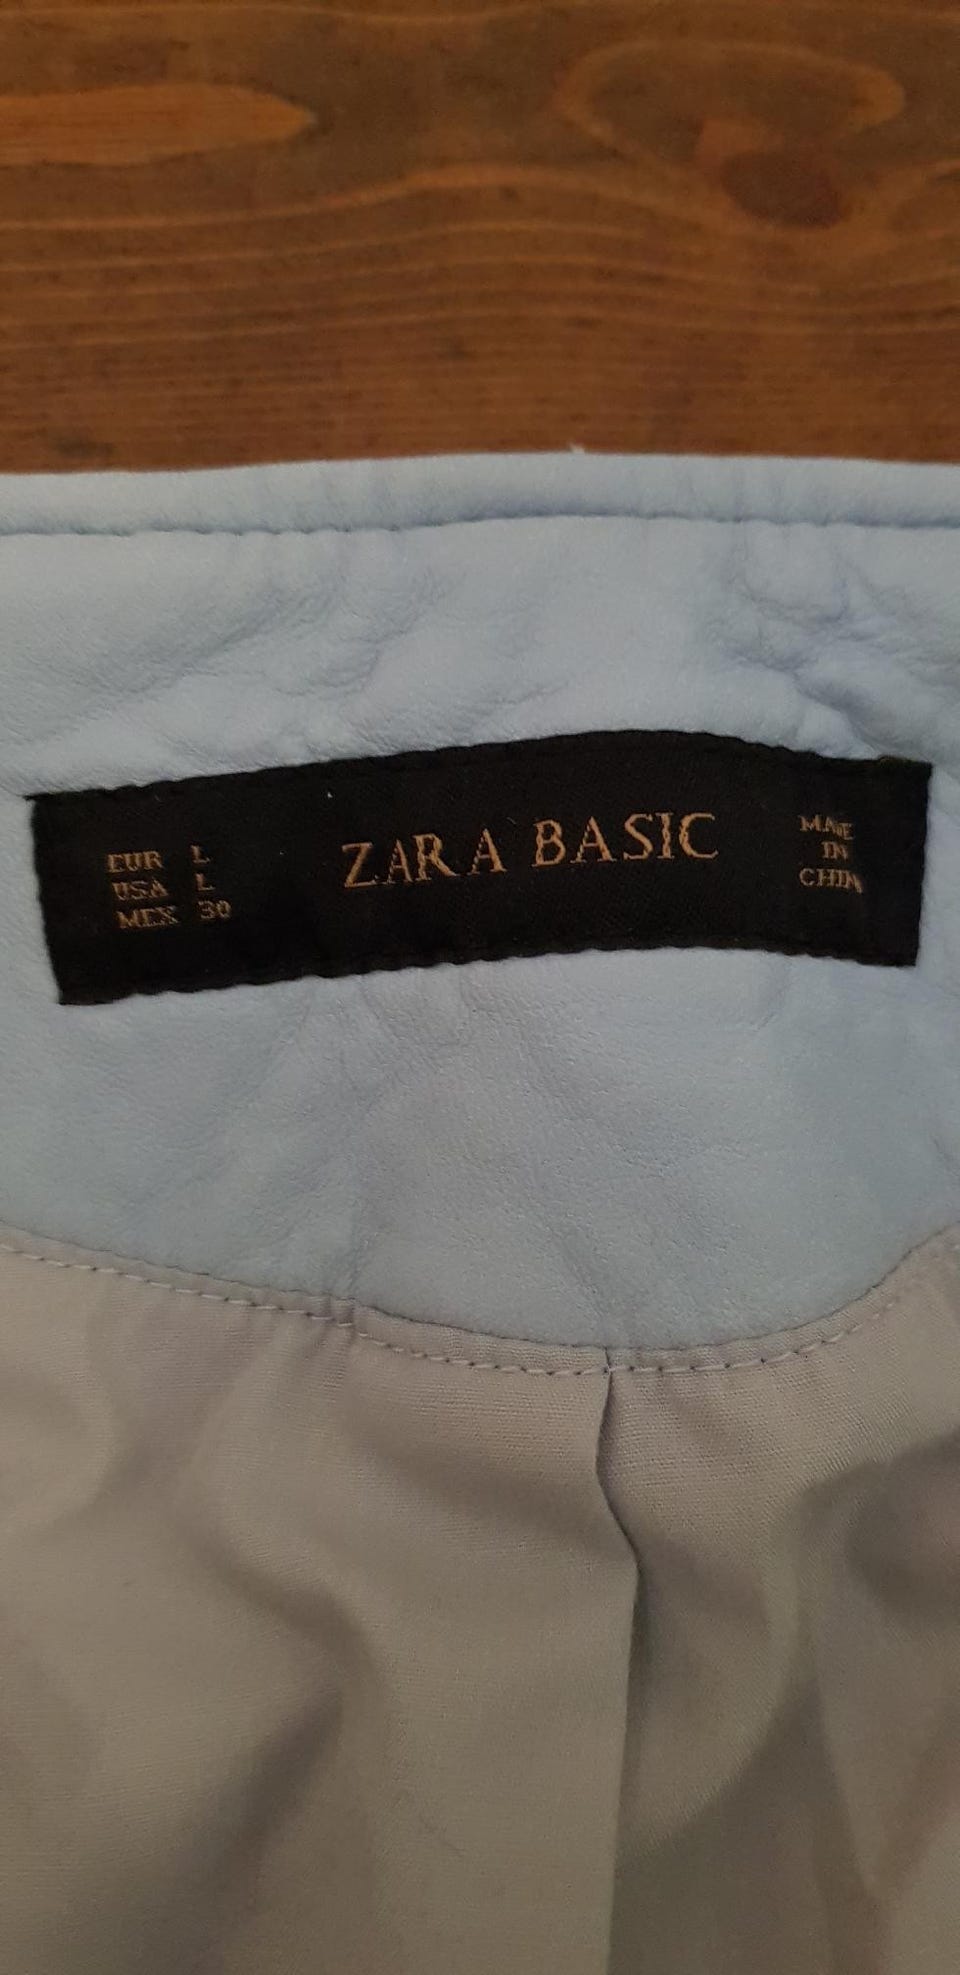 EUR L
USA L
MEX 30
ZARA BASIC
MADE
IN
CHINA